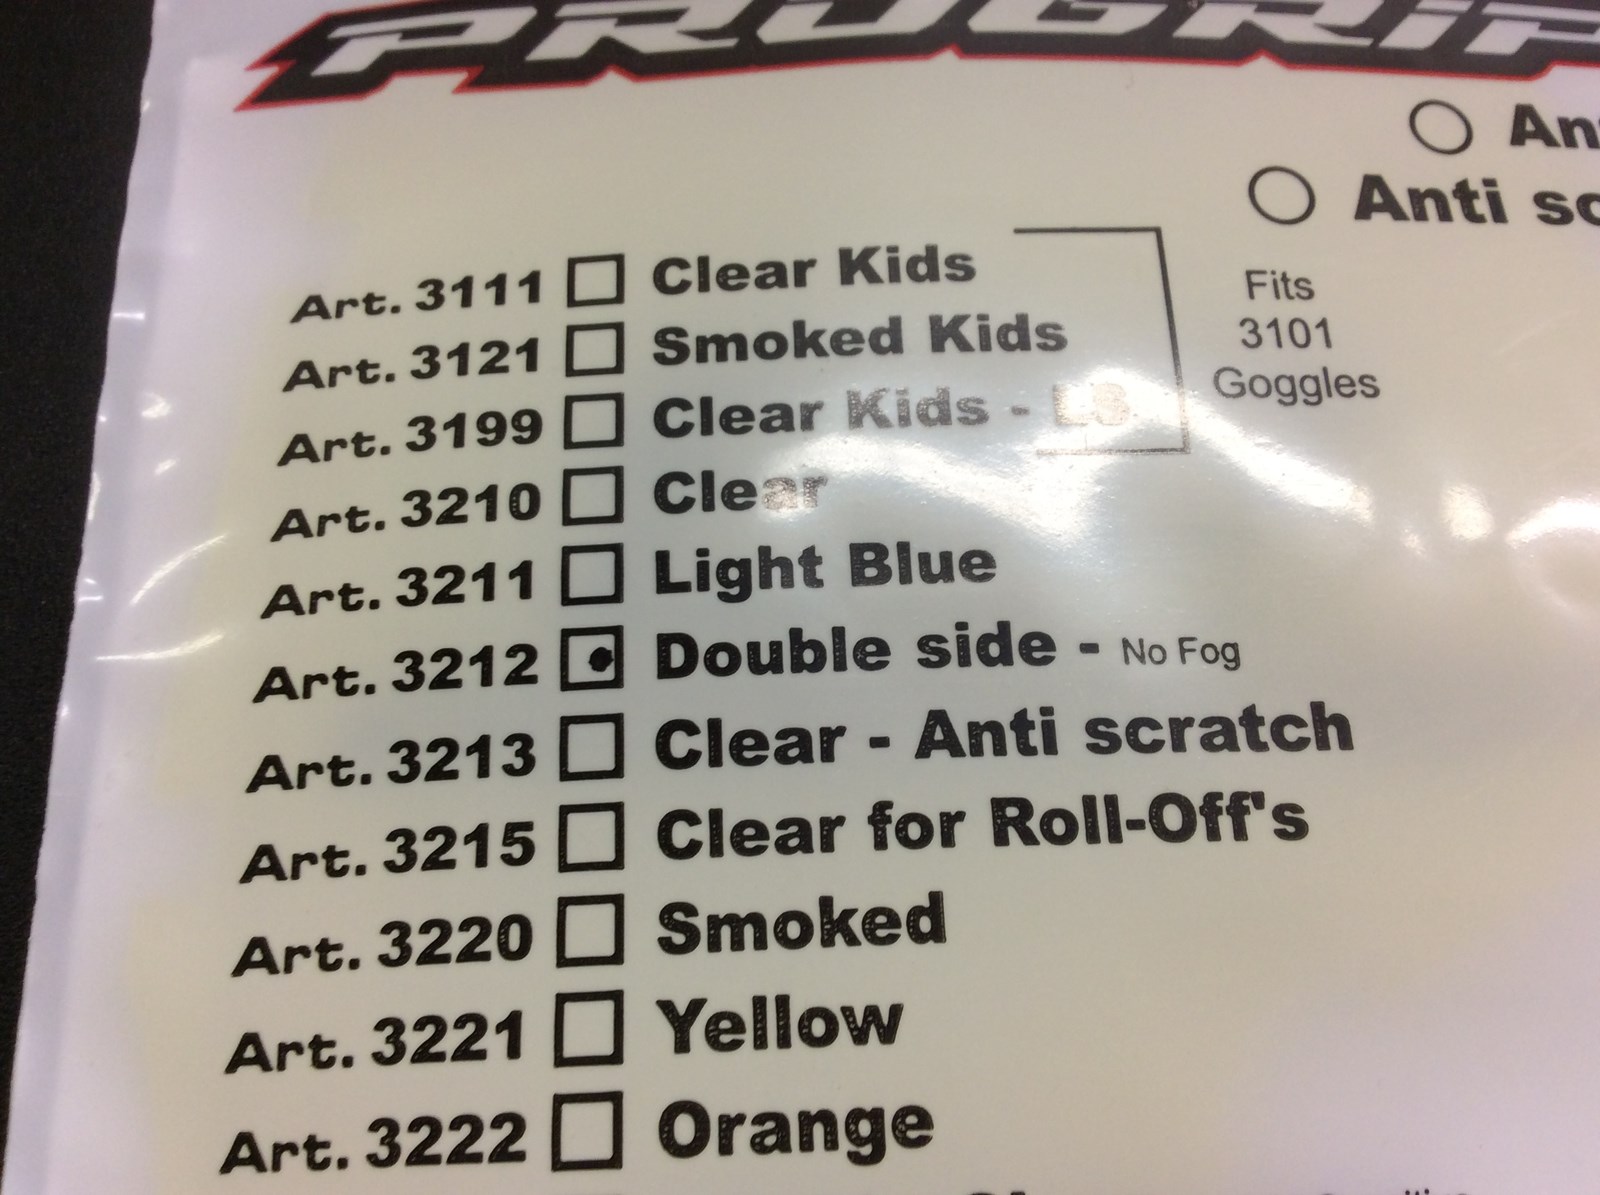 PROGRIP
Anti sc
Art. 3111 Clear Kids
Art. 3121 Smoked Kids
Art. 3199 Clear Kids - LS
Fits
3101
Goggles
Art. 3210 Clear
Art. 3211 Light Blue
Art. 3212 Double side - No Fog
Art. 3213 Clear - Anti scratch
Art. 3215 Clear for Roll-Off's
Art. 3220 Smoked
Art. 3221 Yellow
Art. 3222 Orange